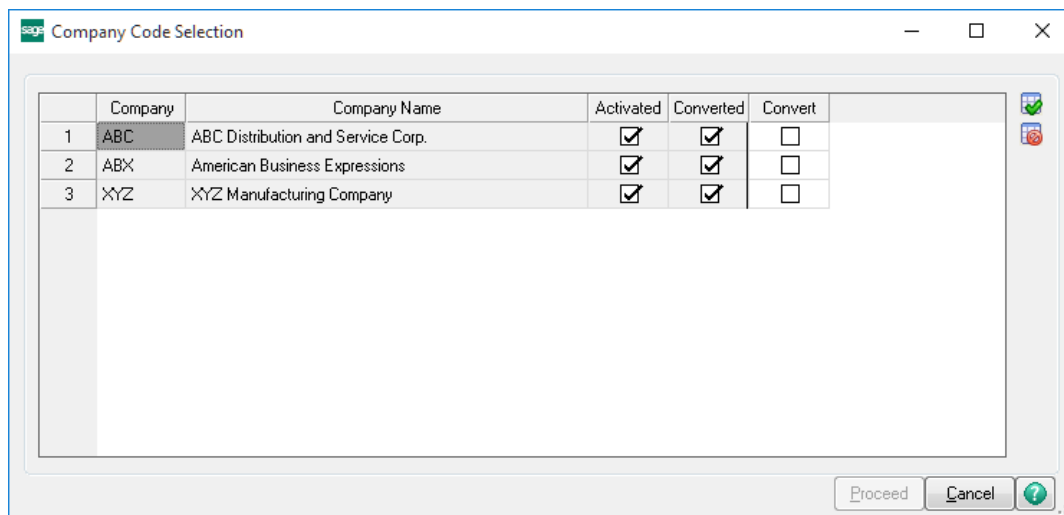 sage Company Code Selection
Company Company Name Activated Converted Convert
1 ABC ABC Distribution and Service Corp.
2 ABX American Business Expressions
3 XYZ XYZ Manufacturing Company
Proceed Cancel ?